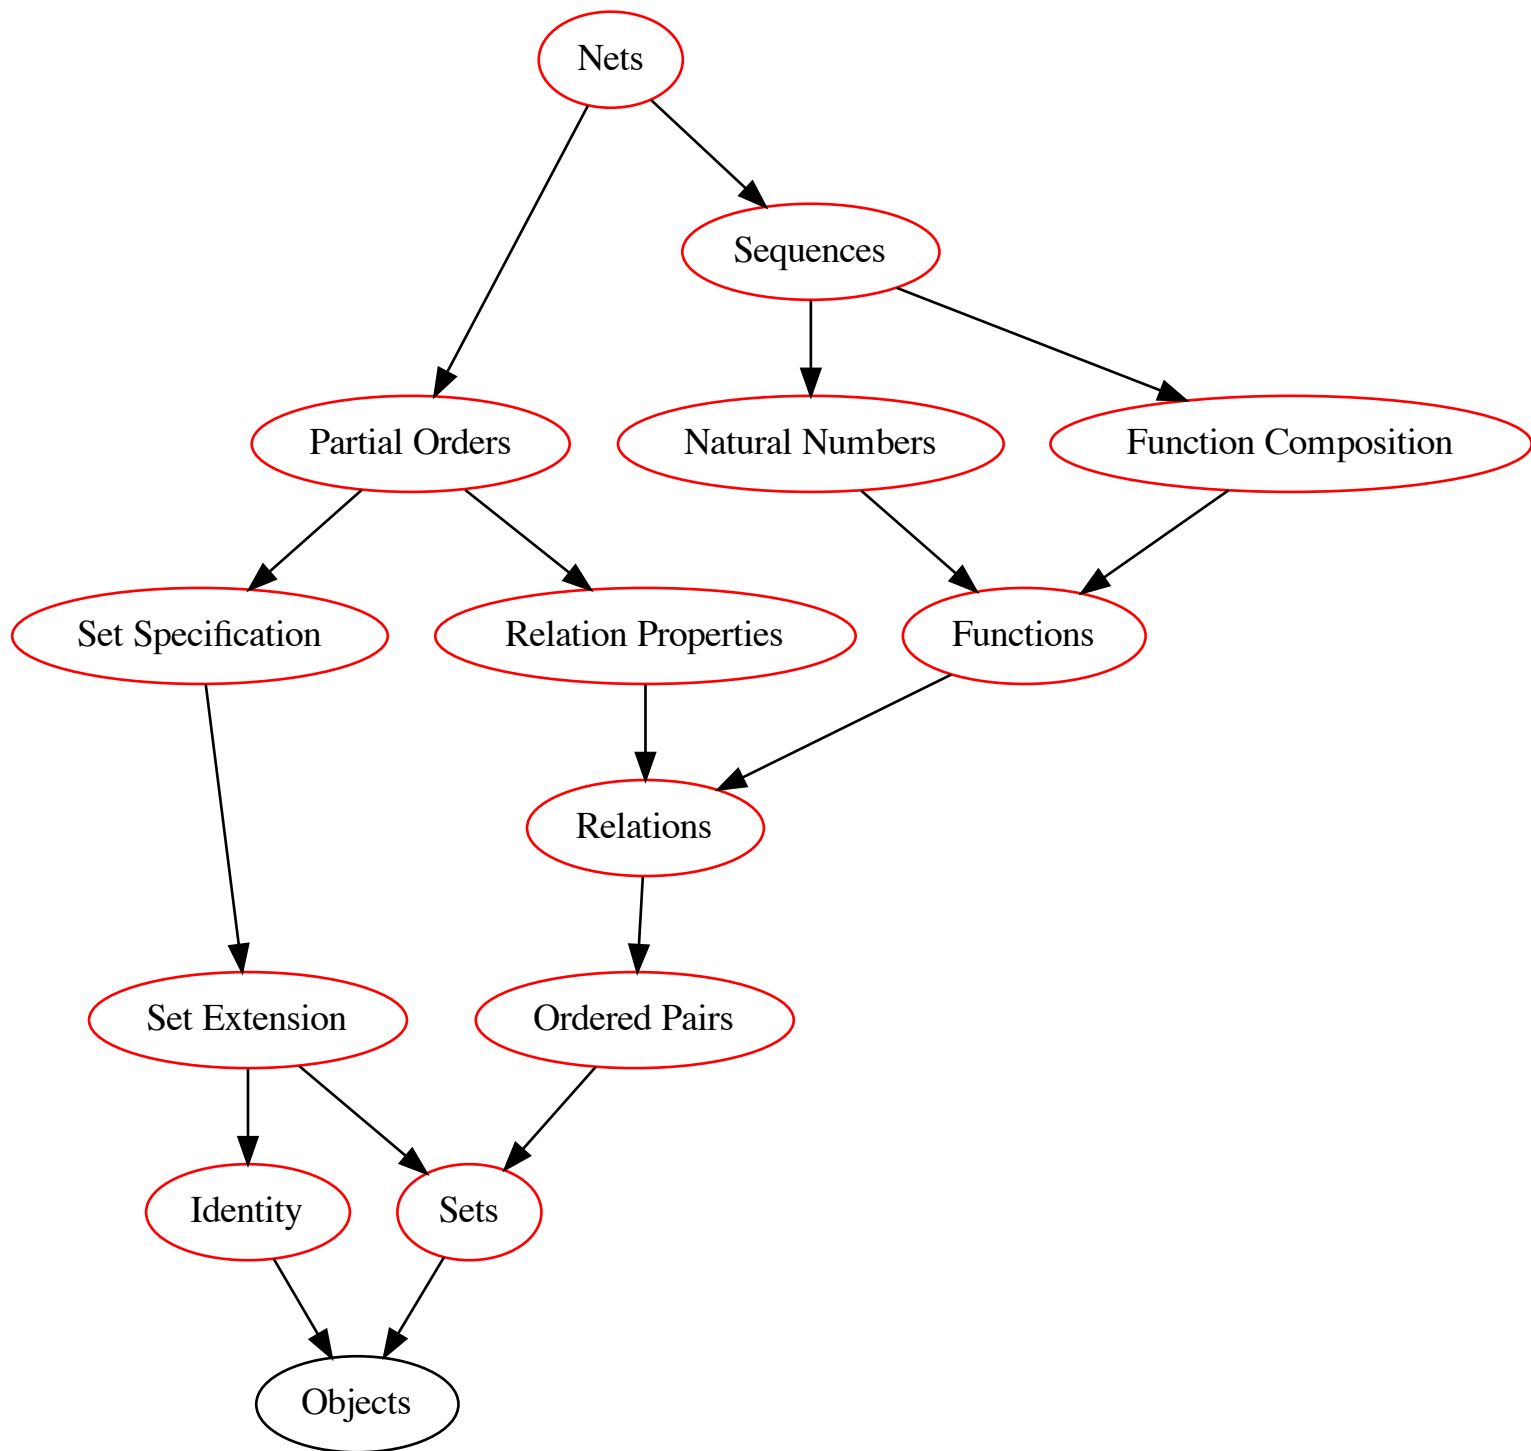 Nets
Sequences
Partial Orders
Natural Numbers
Function Composition
Set Specification
Relation Properties
Functions
Relations
Set Extension
Ordered Pairs
Identity
Sets
Objects